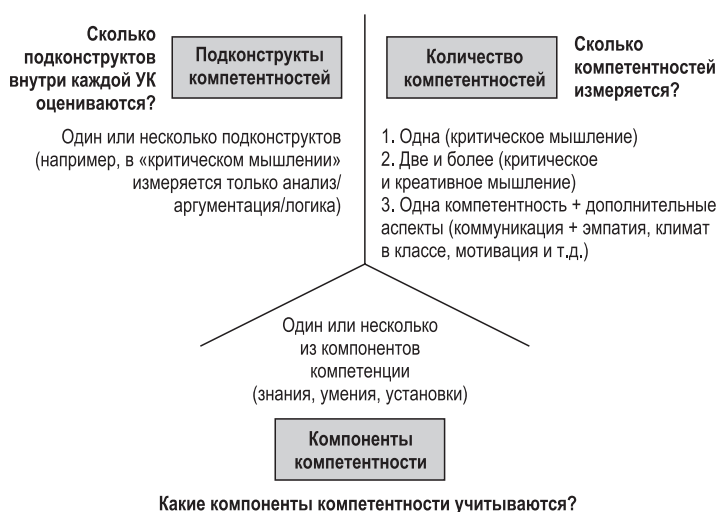 Сколько
подконструктов
внутри каждой УК
оцениваются?
Подконструкты
компетентностей
Один или несколько подконструктов
(например, в «критическом мышлении»
измеряется только анализ/
аргументация/логика)
Количество
компетентностей
Сколько
компетентностей
измеряется?
1. Одна (критическое мышление)
2. Две и более (критическое
и креативное мышление)
3. Одна компетентность + дополнительные
аспекты (коммуникация + эмпатия, климат
в классе, мотивация и т.д.)
Один или несколько
из компонентов
компетенции
(знания, умения, установки)
Компоненты
компетентности
Какие компоненты компетентности учитываются?